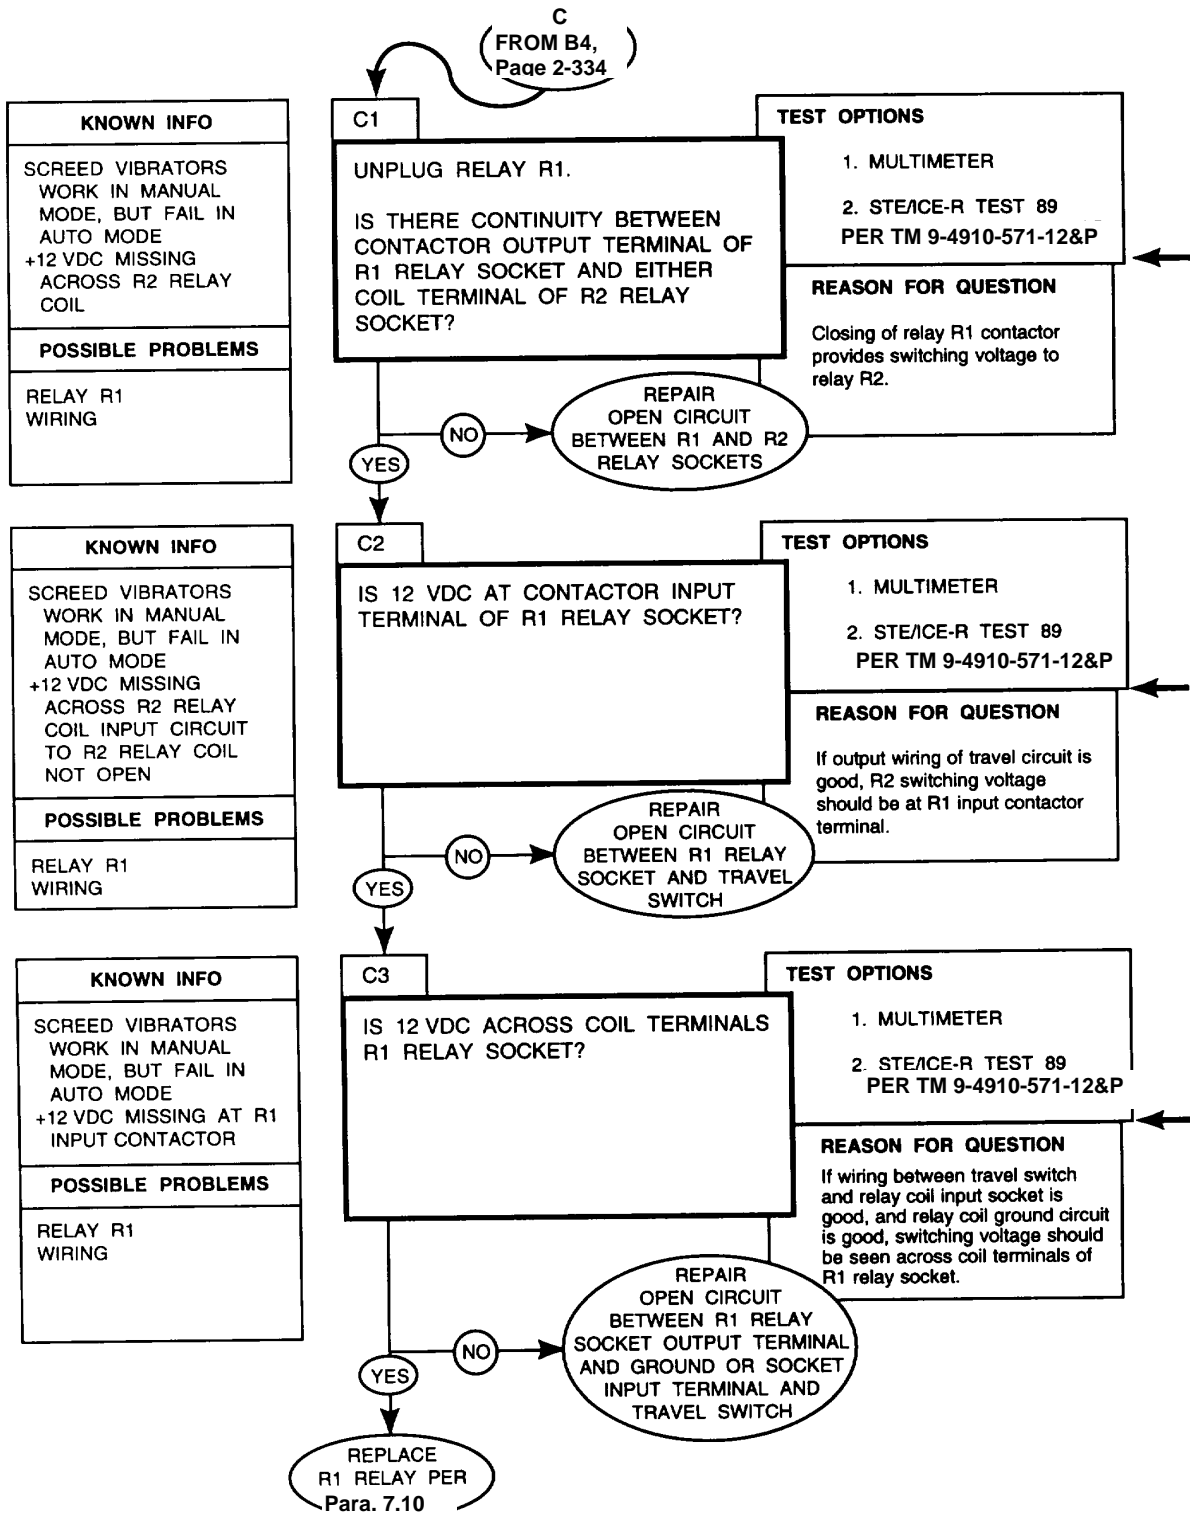 C
FROM B4,
Page 2-334
KNOWN INFO
SCREED VIBRATORS
WORK IN MANUAL
MODE, BUT FAIL IN
AUTO MODE
+12 VDC MISSING
ACROSS R2 RELAY
COIL
POSSIBLE PROBLEMS
RELAY R1
WIRING
C1
UNPLUG RELAY R1.
IS THERE CONTINUITY BETWEEN
CONTACTOR OUTPUT TERMINAL OF
R1 RELAY SOCKET AND EITHER
COIL TERMINAL OF R2 RELAY
SOCKET?
TEST OPTIONS
1. MULTIMETER
2. STE/ICE-R TEST 89
PER TM 9-4910-571-12&P
REASON FOR QUESTION
Closing of relay R1 contactor
provides switching voltage to
relay R2.
NO
REPAIR
OPEN CIRCUIT
BETWEEN R1 AND R2
RELAY SOCKETS
YES
KNOWN INFO
SCREED VIBRATORS
WORK IN MANUAL
MODE, BUT FAIL IN
AUTO MODE
+12 VDC MISSING
ACROSS R2 RELAY
COIL INPUT CIRCUIT
TO R2 RELAY COIL
NOT OPEN
POSSIBLE PROBLEMS
RELAY R1
WIRING
C2
IS 12 VDC AT CONTACTOR INPUT
TERMINAL OF R1 RELAY SOCKET?
TEST OPTIONS
1. MULTIMETER
2. STE/ICE-R TEST 89
PER TM 9-4910-571-12&P
REASON FOR QUESTION
If output wiring of travel circuit is
good, R2 switching voltage
should be at R1 input contactor
terminal.
NO
REPAIR
OPEN CIRCUIT
BETWEEN R1 RELAY
SOCKET AND TRAVEL
SWITCH
YES
KNOWN INFO
SCREED VIBRATORS
WORK IN MANUAL
MODE, BUT FAIL IN
AUTO MODE
+12 VDC MISSING AT R1
INPUT CONTACTOR
POSSIBLE PROBLEMS
RELAY R1
WIRING
C3
IS 12 VDC ACROSS COIL TERMINALS
R1 RELAY SOCKET?
TEST OPTIONS
1. MULTIMETER
2. STE/ICE-R TEST 89
PER TM 9-4910-571-12&P
REASON FOR QUESTION
If wiring between travel switch
and relay coil input socket is
good, and relay coil ground circuit
is good, switching voltage should
be seen across coil terminals of
R1 relay socket.
NO
REPAIR
OPEN CIRCUIT
BETWEEN R1 RELAY
SOCKET OUTPUT TERMINAL
AND GROUND OR SOCKET
INPUT TERMINAL AND
TRAVEL SWITCH
YES
REPLACE
R1 RELAY PER
Para. 7.10